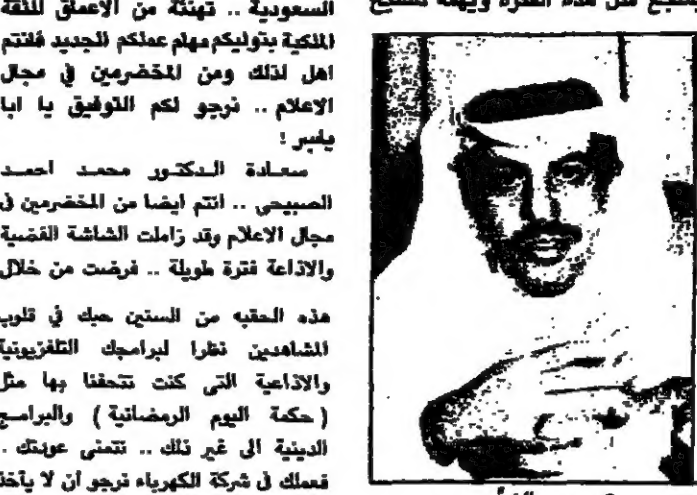 السعودية .. تهنئة من الأعماق للثقة
الملكية بتوليكم مهام عملكم الجديد فأنتم
اهل لذلك ومن المخضرمين في مجال
الاعلام .. نرجو لكم التوفيق يا ابا
ياسر !
سعادة الدكتور محمد احمد
الصبيحي .. انتم ايضا من المخضرمين في
مجال الاعلام وقد زاملت الشاشة الفضية
والاذاعة فترة طويلة .. فرضت من خلال
هذه الحقبه من السنين حبك في قلوب
المشاهدين نظرا لبرامجك التلفزيونية
والاذاعية التى كنت تتحفنا بها مثل
( حكمة اليوم الرمضانية ) والبرامج
الدينية الى غير ذلك .. نتمنى عودتك .
فعملك في شركة الكهرباء نرجو أن لا يأخذ
هذه الفترة